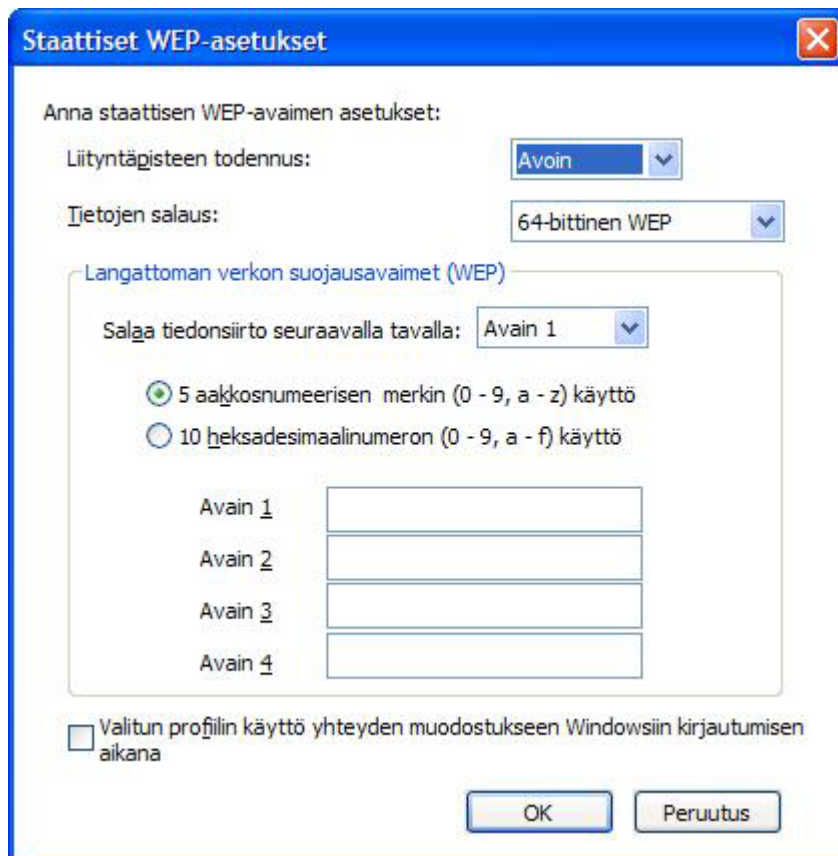 Staattiset WEP-asetukset
Anna staattisen WEP-avaimen asetukset:
Liityntäpisteen todennus: Avoin
Tietojen salaus: 64-bittinen WEP
Langattoman verkon suojausavaimet (WEP)
Salaa tiedonsiirto seuraavalla tavalla: Avain 1
5 aakkosnumeerisen merkin (0 - 9, a - z) käyttö
10 heksadesimaalinumeron (0 - 9, a - f) käyttö
Avain 1
Avain 2
Avain 3
Avain 4
Valitun profiilin käyttö yhteyden muodostukseen Windowsiin kirjautumisen
aikana
OK Peruutus